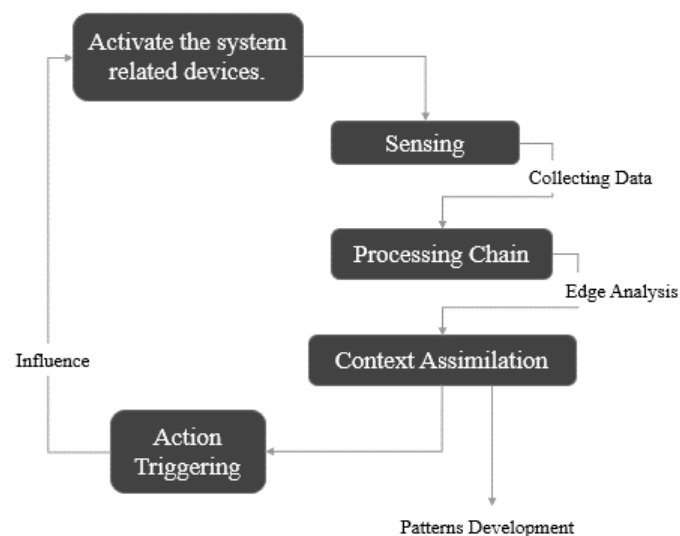 Activate the system
related devices.
Sensing
Collecting Data
Processing Chain
Edge Analysis
Context Assimilation
Influence
Action
Triggering
Patterns Development